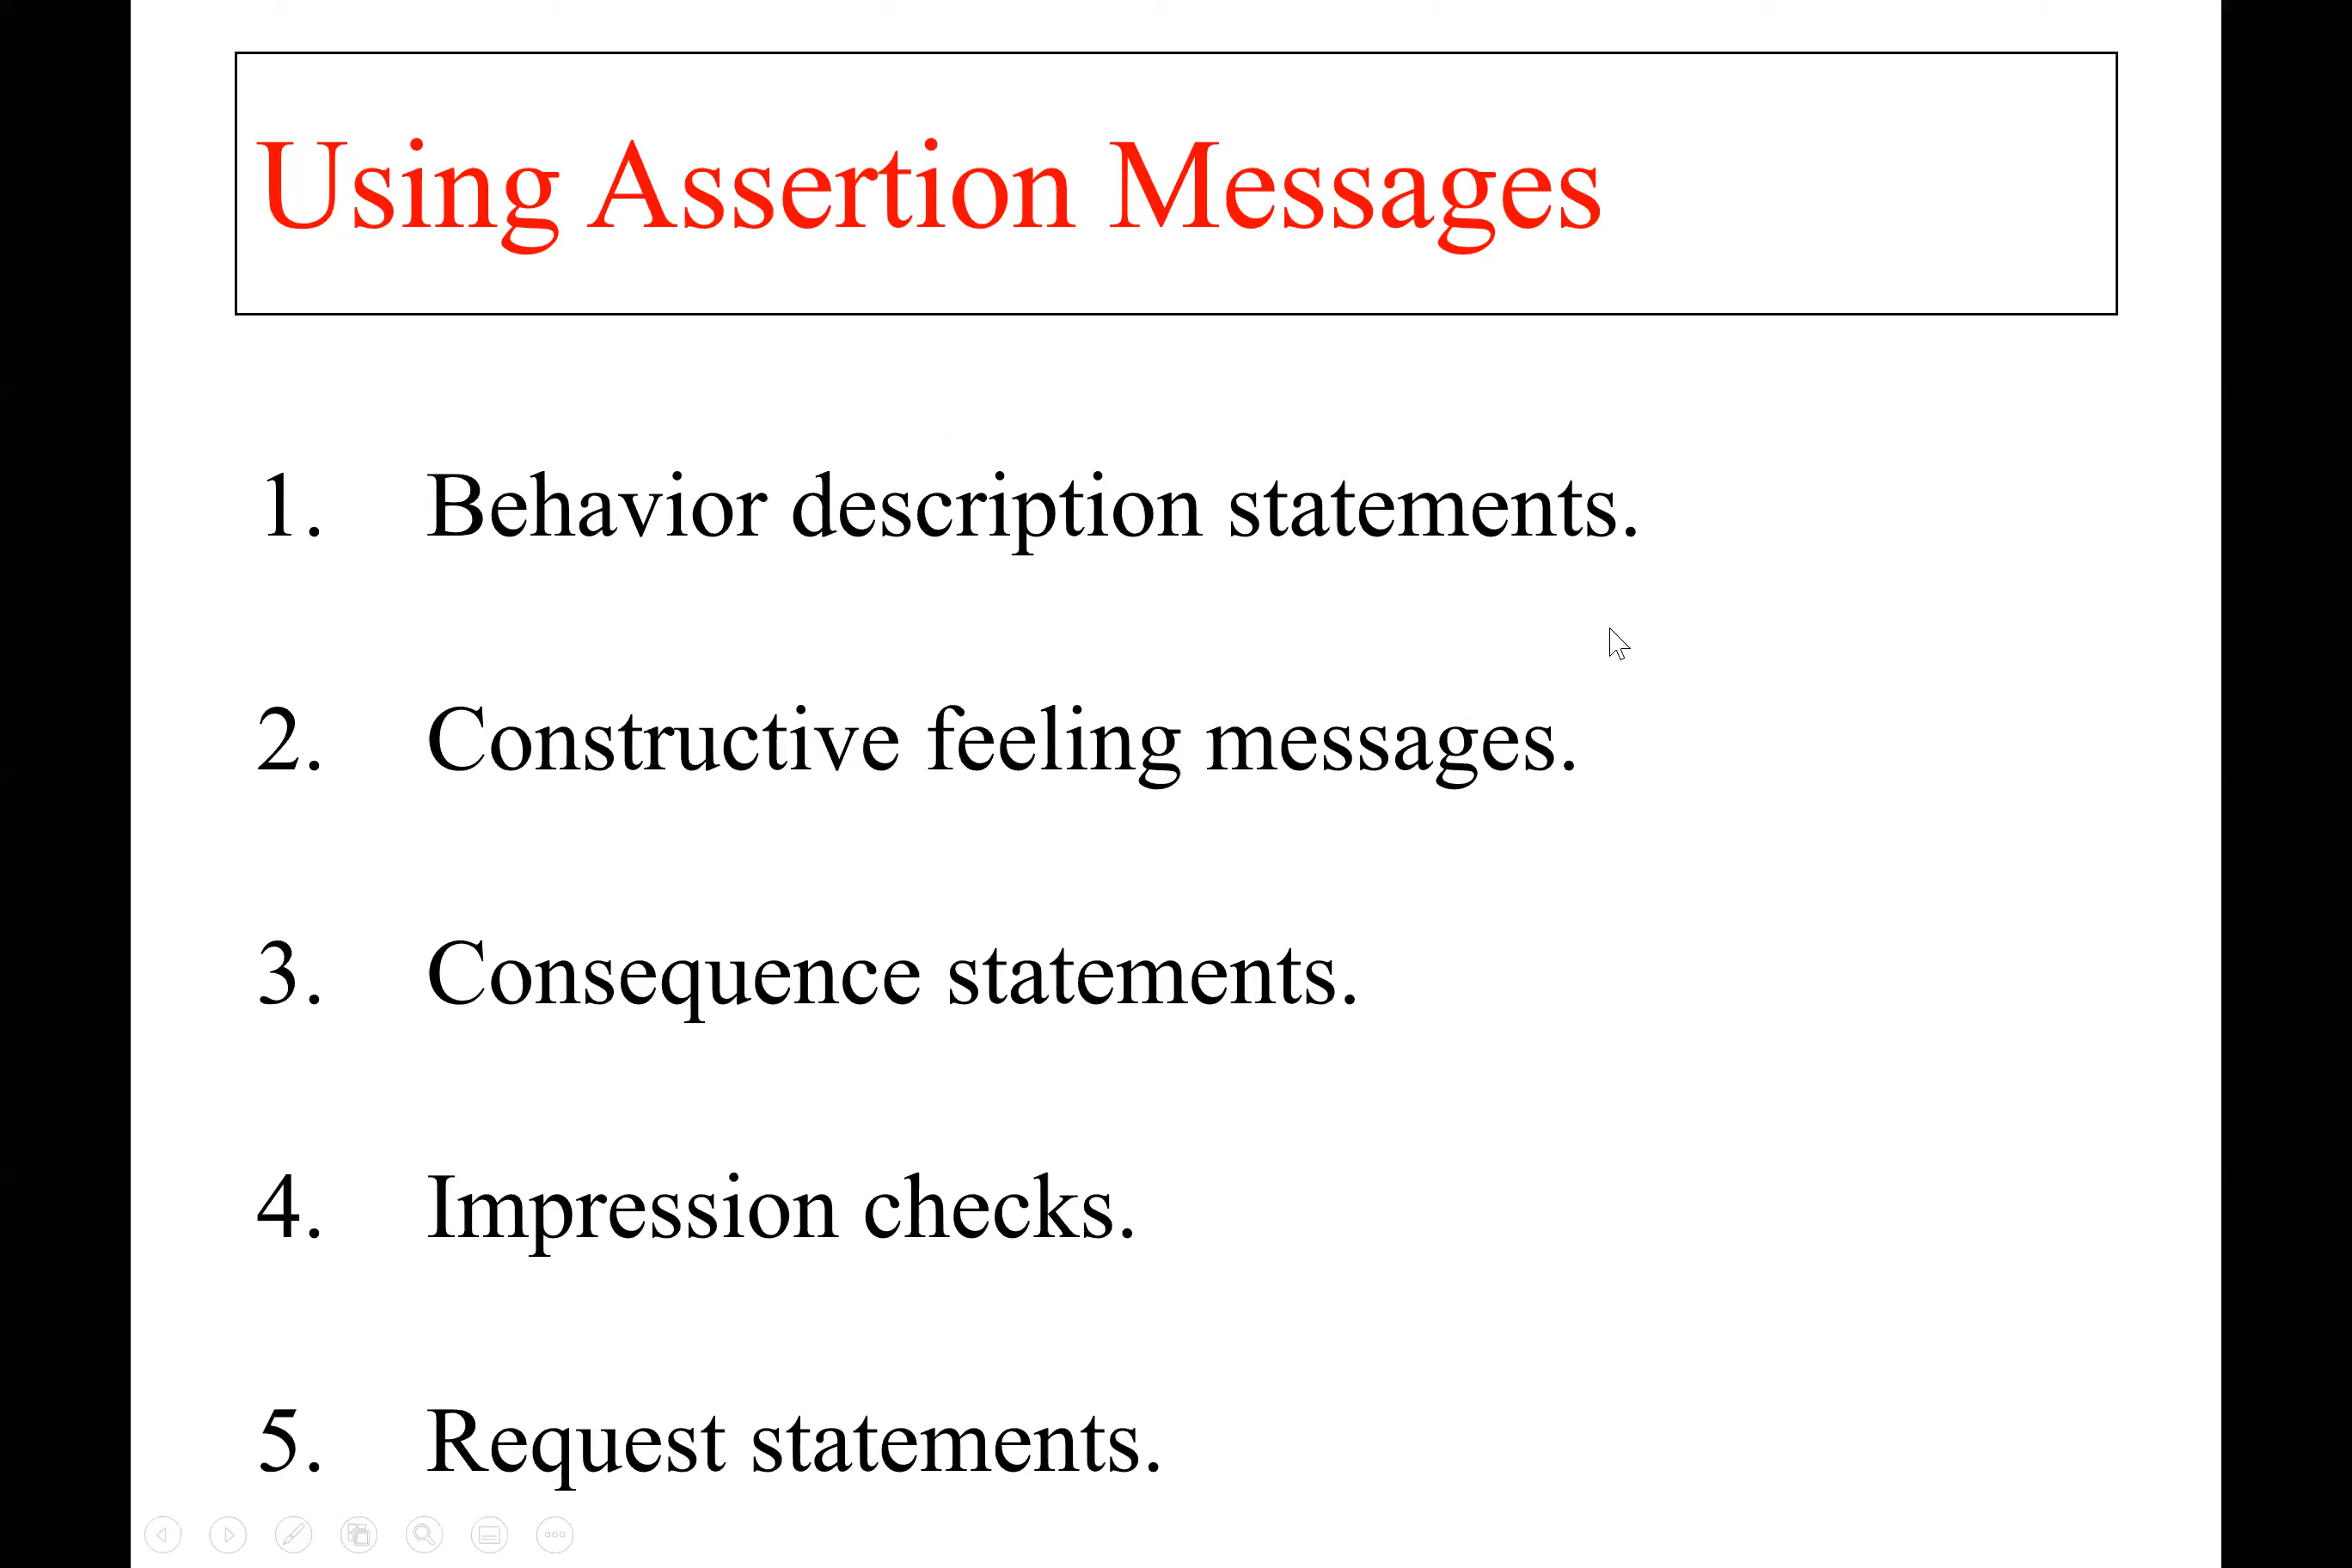 Using Assertion Messages
1. Behavior description statements.
2. Constructive feeling messages.
3. Consequence statements.
4. Impression checks.
5. Request statements.